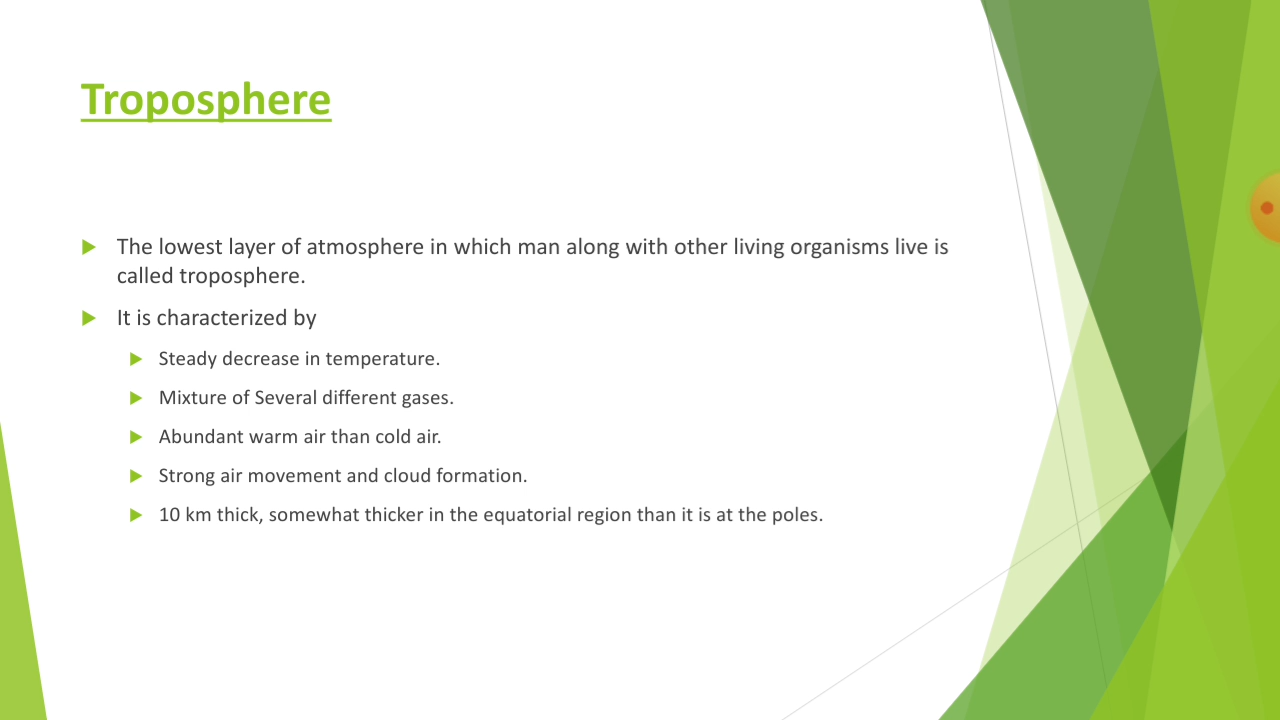 Troposphere
The lowest layer of atmosphere in which man along with other living organisms live is
called troposphere.
It is characterized by
Steady decrease in temperature.
Mixture of Several different gases.
Abundant warm air than cold air.
Strong air movement and cloud formation.
10 km thick, somewhat thicker in the equatorial region than it is at the poles.